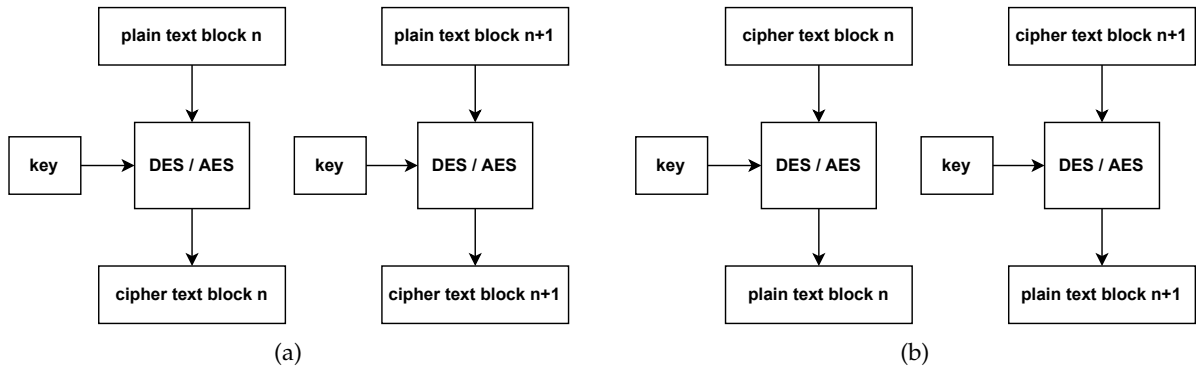 plain text block n
plain text block n+1
cipher text block n
cipher text block n+1
key
DES / AES
key
DES / AES
key
DES / AES
key
DES / AES
cipher text block n
cipher text block n+1
plain text block n
plain text block n+1
(a)
(b)